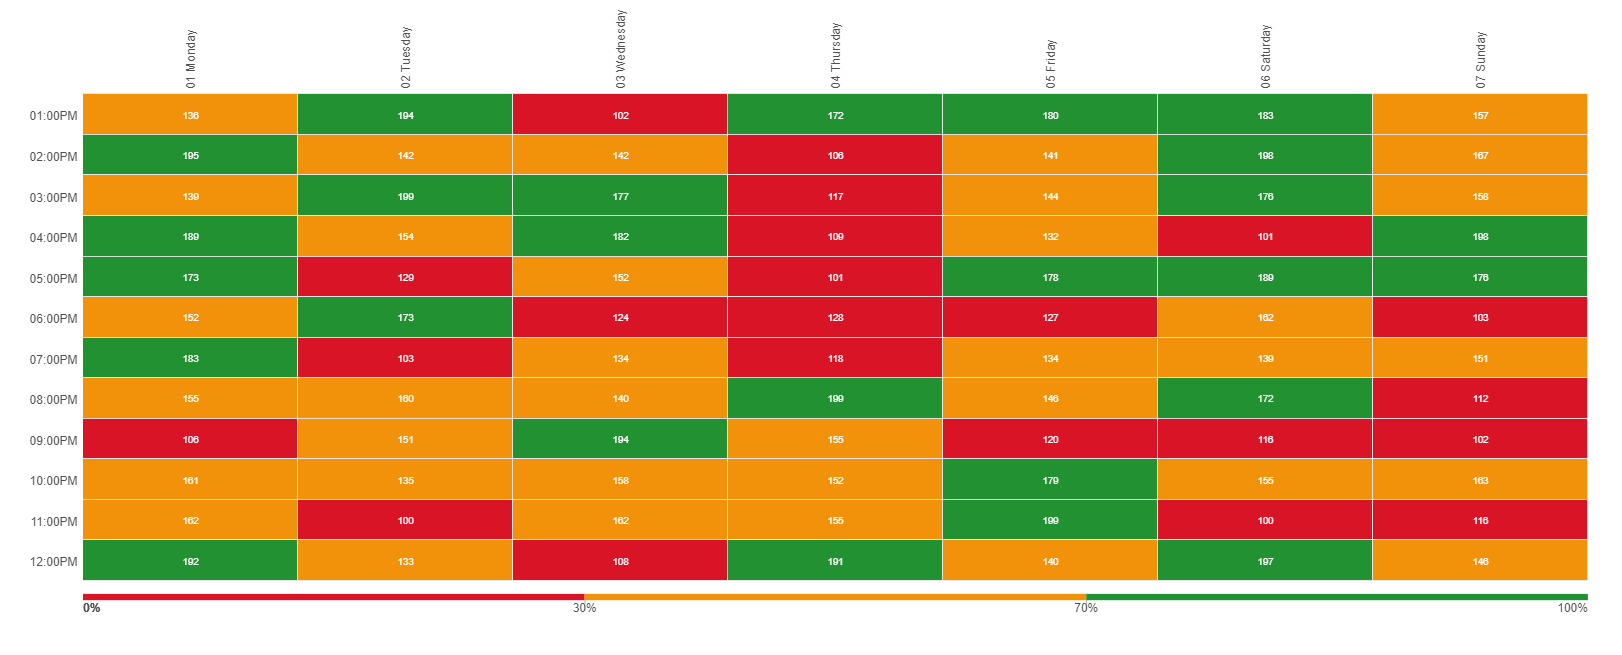 01 Monday 02 Tuesday 03 Wednesday 04 Thursday 05 Friday 06 Saturday 07 Sunday
01:00PM 136 194 102 172 180 183 157
02:00PM 195 142 142 106 141 198 167
03:00PM 139 199 177 117 144 176 158
04:00PM 189 154 182 109 132 101 198
05:00PM 173 129 152 101 178 189 176
06:00PM 152 173 124 128 127 162 103
07:00PM 183 103 134 118 134 139 151
08:00PM 155 160 140 199 146 172 112
09:00PM 106 151 194 155 120 116 102
10:00PM 161 135 158 152 179 155 163
11:00PM 162 100 162 155 199 100 116
12:00PM 192 133 108 191 140 197 146
0% 30% 70% 100%